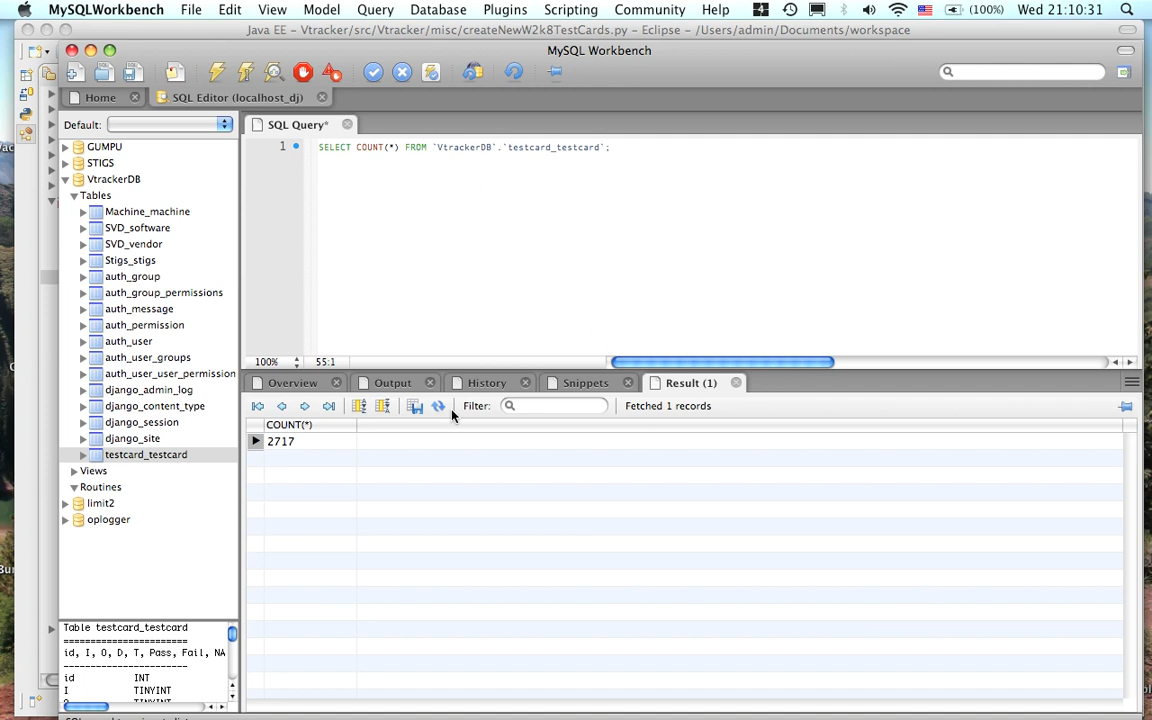 MySQLWorkbench File Edit View Model Query Database Plugins Scripting Community Help 4 (100%) Wed 21:10:31
Java EE - Vtracker/src/Vtracker/misc/createNewW2k8TestCards.py - Eclipse - /Users/admin/Documents/workspace
MySQL Workbench
Home SQL Editor (localhost_dj)
Default: SQL Query*
1 SELECT COUNT(*) FROM `VtrackerDB`.`testcard_testcard`;
GUMPU
STIGS
VtrackerDB
Tables
Machine_machine
SVD_software
SVD_vendor
Stigs_stigs
auth_group
auth_group_permissions
auth_message
auth_permission
auth_user
auth_user_groups
auth_user_user_permission
django_admin_log
django_content_type
django_session
django_site
testcard_testcard
Views
Routines
limit2
oplogger
100% 55:1
Overview Output History Snippets Result (1)
Filter: Fetched 1 records
COUNT(*)
2717
Table testcard_testcard
======================
id, I, O, D, T, Pass, Fail, NA
----------------------
id INT
I TINYINT